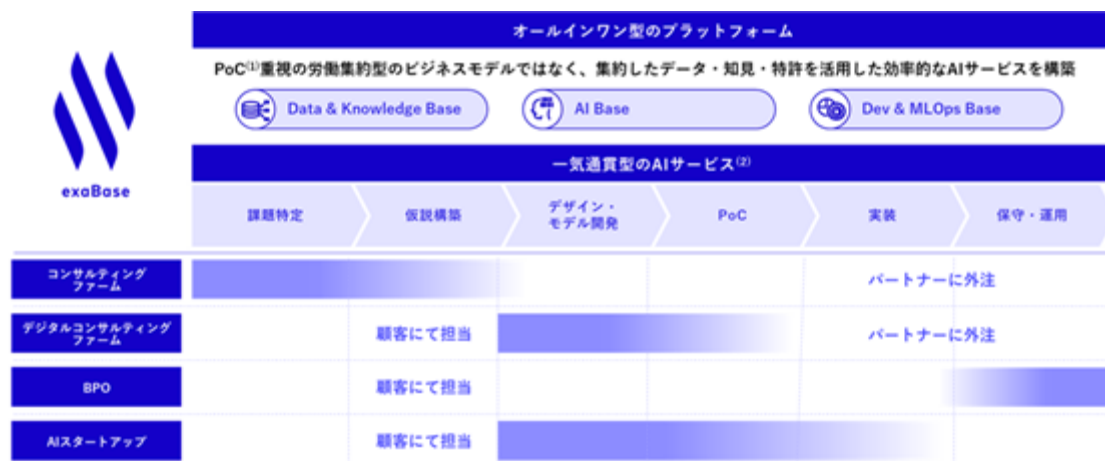 オールインワン型のプラットフォーム
PoC⁽¹⁾重視の労働集約型のビジネスモデルではなく、集約したデータ・知見・特許を活用した効率的なAIサービスを構築
Data & Knowledge Base
AI Base
Dev & MLOps Base
exaBase
一気通貫型のAIサービス⁽²⁾
課題特定
仮説構築
デザイン・
モデル開発
PoC
実装
保守・運用
コンサルティング
ファーム
パートナーに外注
デジタルコンサルティング
ファーム
顧客にて担当
パートナーに外注
BPO
顧客にて担当
AIスタートアップ
顧客にて担当